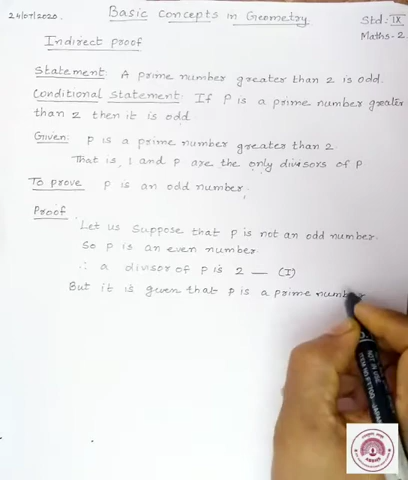 24/07/2020.
Basic Concepts in Geometry
Std: IX
Maths-2
Indirect proof
Statement: A prime number greater than 2 is odd.
Conditional Statement: If P is a prime number greater
than 2 then it is odd.
Given: P is a prime number greater than 2.
That is, 1 and P are the only divisors of P.
To prove P is an odd number.
Proof
Let us suppose that P is not an odd number.
So P is an even number.
∴ a divisor of P is 2 — (I)
But it is given that P is a prime number